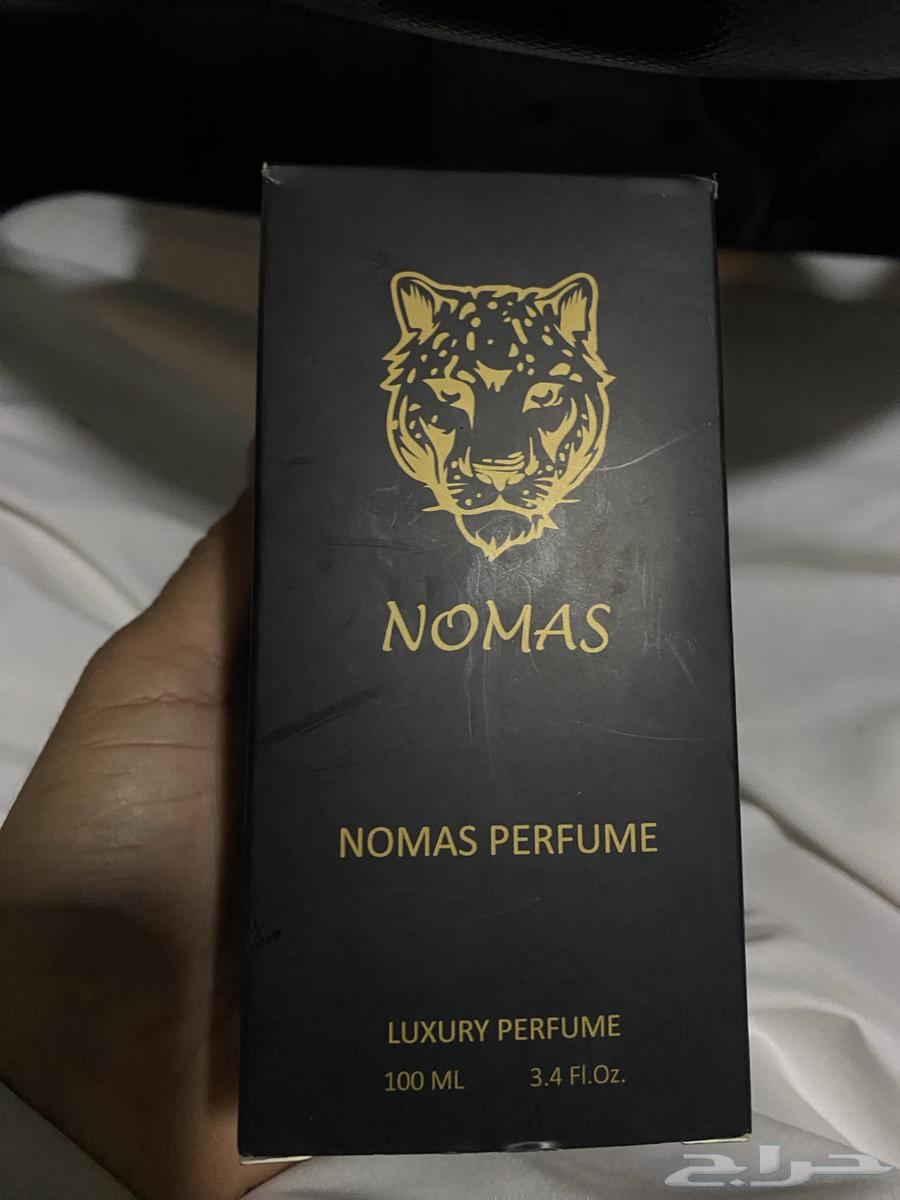 NOMAS
NOMAS PERFUME
LUXURY PERFUME
100 ML 3.4 Fl.Oz.
حراج